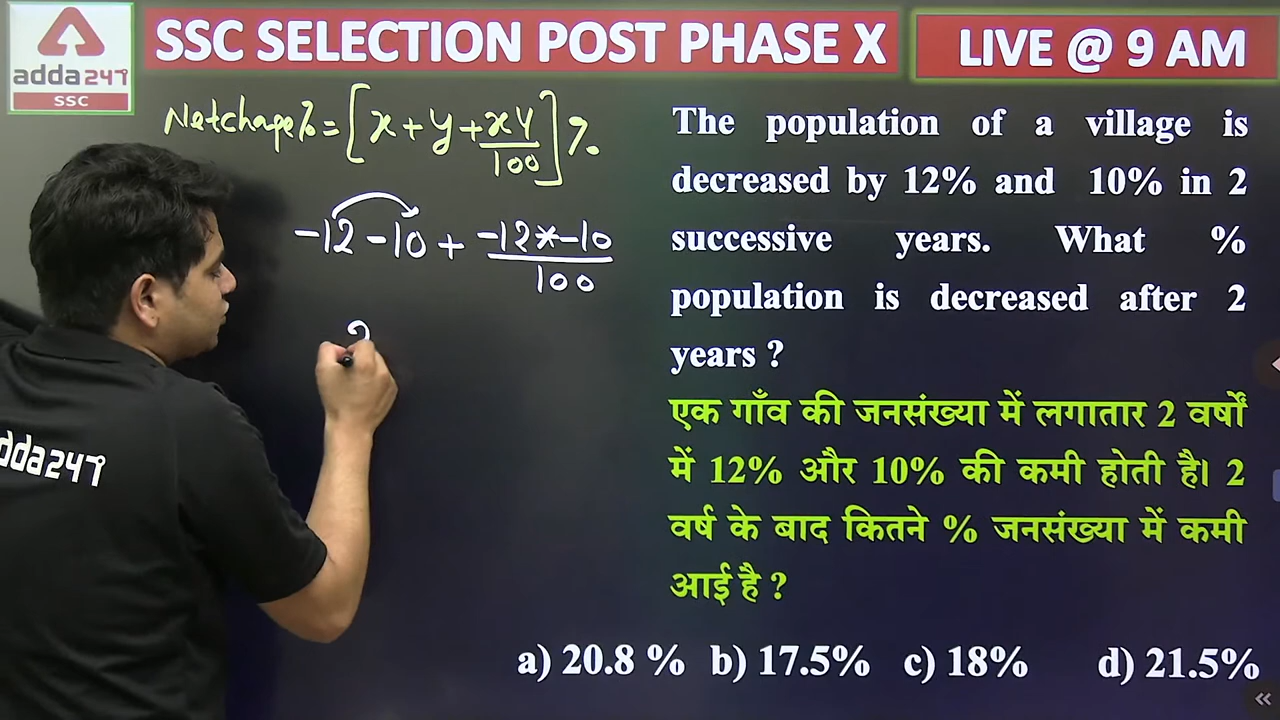 adda247
SSC
SSC SELECTION POST PHASE X
LIVE @ 9 AM
Netchage% = [x + y + xy/100] %.
-12 -10 + -12*-10/100
2
adda247
The population of a village is
decreased by 12% and 10% in 2
successive years. What %
population is decreased after 2
years ?
एक गाँव की जनसंख्या में लगातार 2 वर्षों
में 12% और 10% की कमी होती है। 2
वर्ष के बाद कितने % जनसंख्या में कमी
आई है ?
a) 20.8 % b) 17.5% c) 18% d) 21.5%